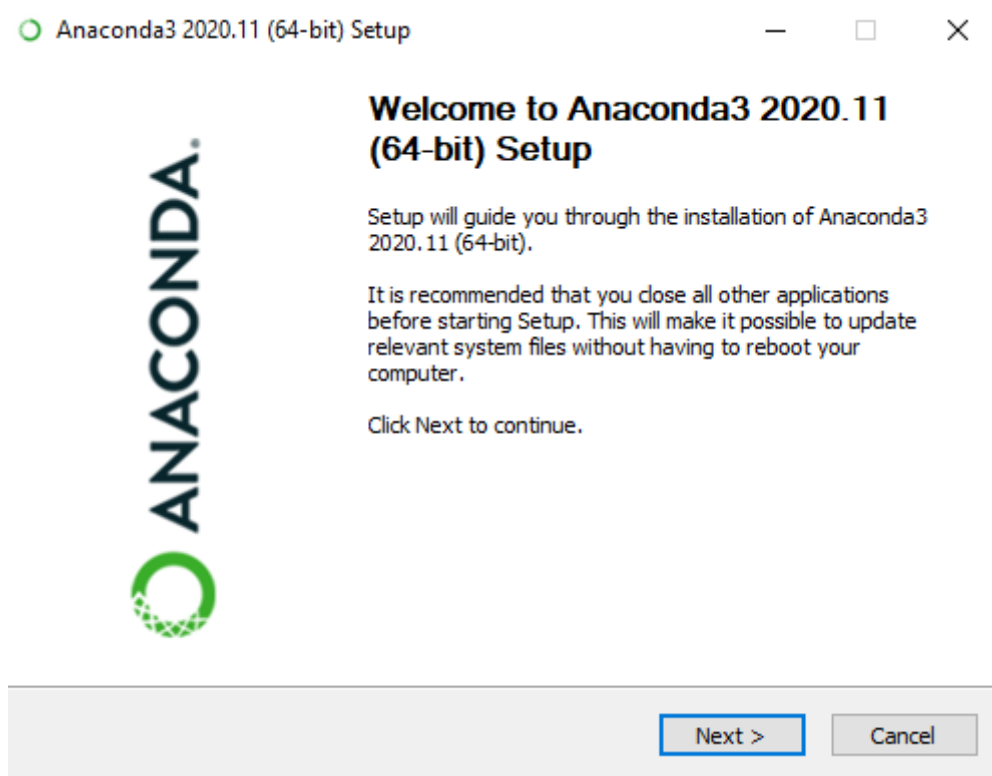 Anaconda3 2020.11 (64-bit) Setup
Welcome to Anaconda3 2020.11
(64-bit) Setup
ANACONDA.
Setup will guide you through the installation of Anaconda3
2020.11 (64-bit).
It is recommended that you close all other applications
before starting Setup. This will make it possible to update
relevant system files without having to reboot your
computer.
Click Next to continue.
Next >
Cancel